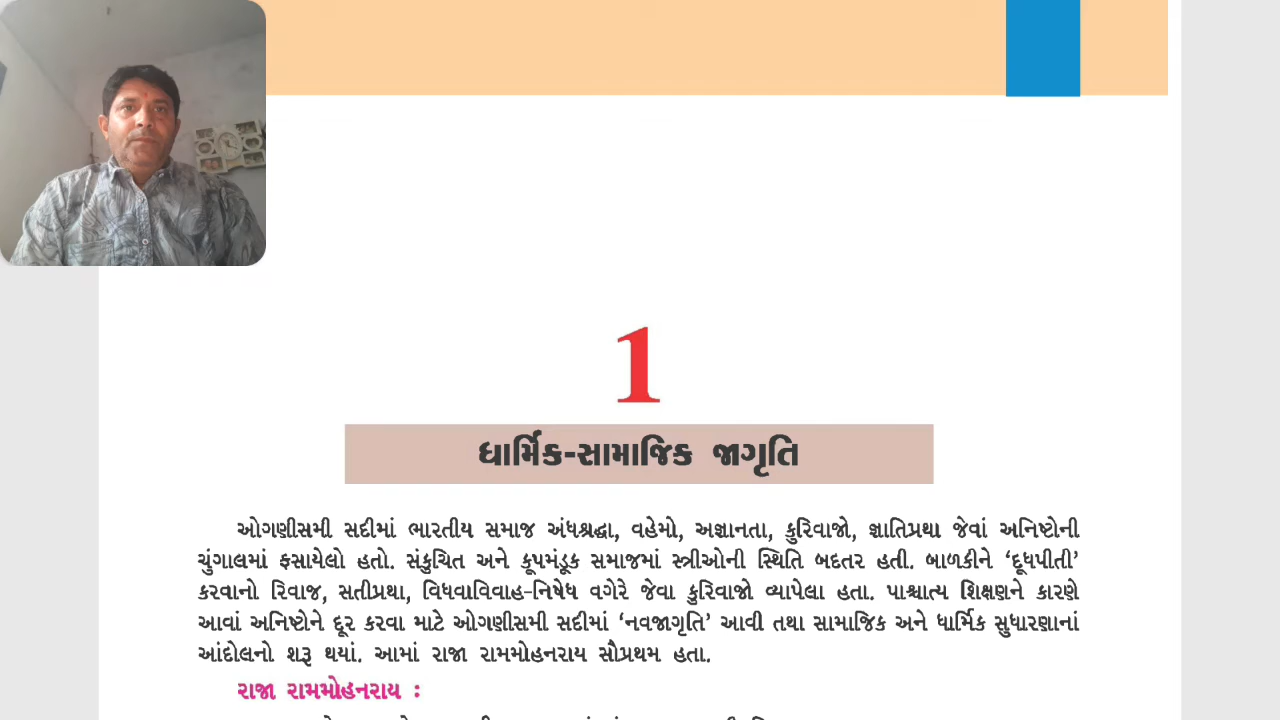 1
ધાર્મિક-સામાજિક જાગૃતિ
ઓગણીસમી સદીમાં ભારતીય સમાજ અંધશ્રદ્ધા, વહેમો, અજ્ઞાનતા, કુરિવાજો, જ્ઞાતિપ્રથા જેવાં અનિષ્ટોની
ચુંગાલમાં ફસાયેલો હતો. સંકુચિત અને કૂપમંડૂક સમાજમાં સ્ત્રીઓની સ્થિતિ બદતર હતી. બાળકીને ‘દૂધપીતી’
કરવાનો રિવાજ, સતીપ્રથા, વિધવાવિવાહ-નિષેધ વગેરે જેવા કુરિવાજો વ્યાપેલા હતા. પાશ્ચાત્ય શિક્ષણને કારણે
આવાં અનિષ્ટોને દૂર કરવા માટે ઓગણીસમી સદીમાં ‘નવજાગૃતિ’ આવી તથા સામાજિક અને ધાર્મિક સુધારણાનાં
આંદોલનો શરૂ થયાં. આમાં રાજા રામમોહનરાય સૌપ્રથમ હતા.
રાજા રામમોહનરાય :